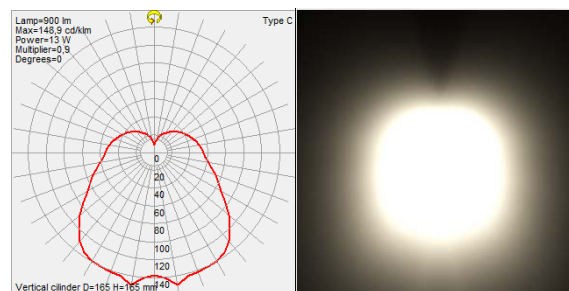 Lamp=900 lm
Type C
Max=148,9 cd/klm
Power=13 W
Multiplier=0,9
Degrees=0
0
20
40
60
80
100
120
140
Vertical cylinder D=165 H=165 mm